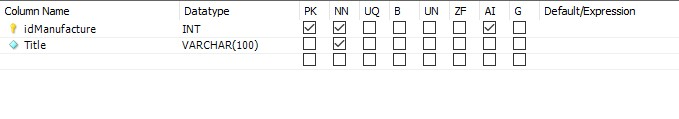 Column Name Datatype PK NN UQ B UN ZF AI G Default/Expression
idManufacture INT
Title VARCHAR(100)